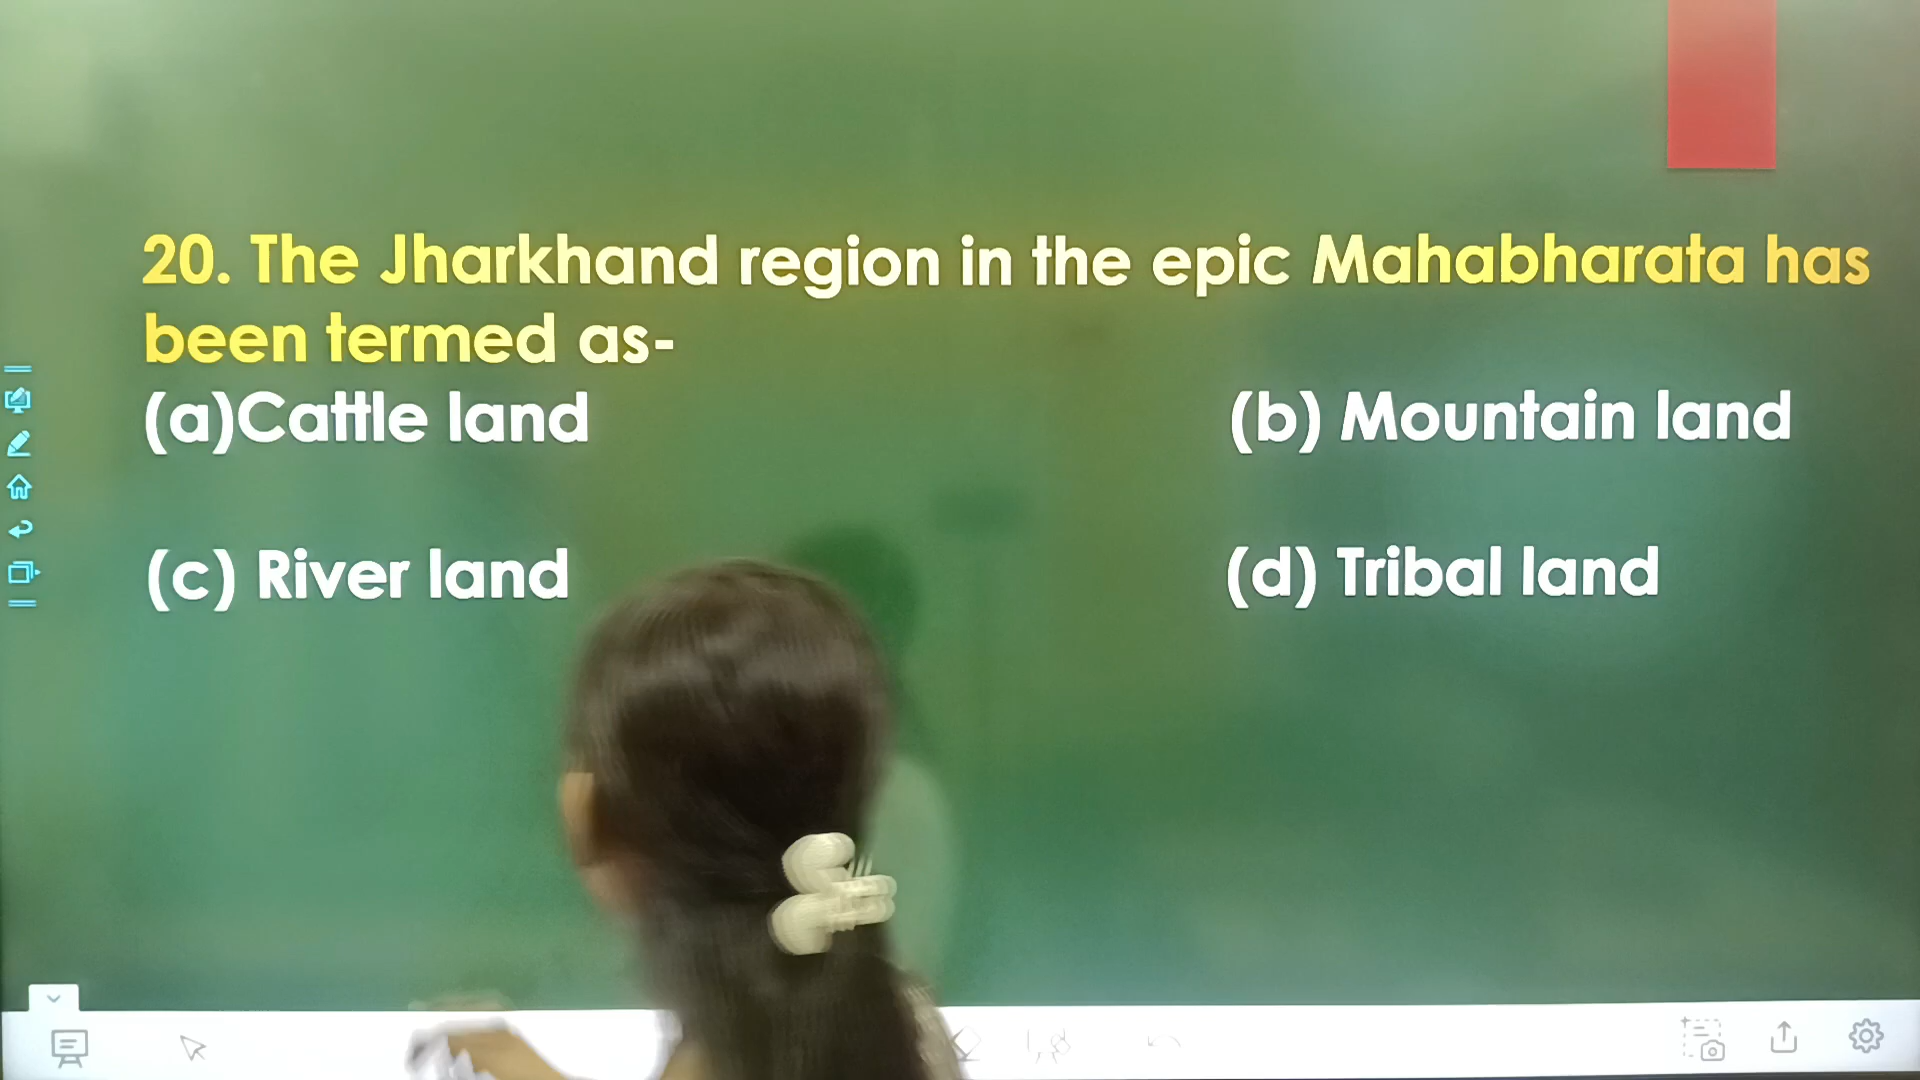 20. The Jharkhand region in the epic Mahabharata has
been termed as-
(a)Cattle land (b) Mountain land
(c) River land (d) Tribal land